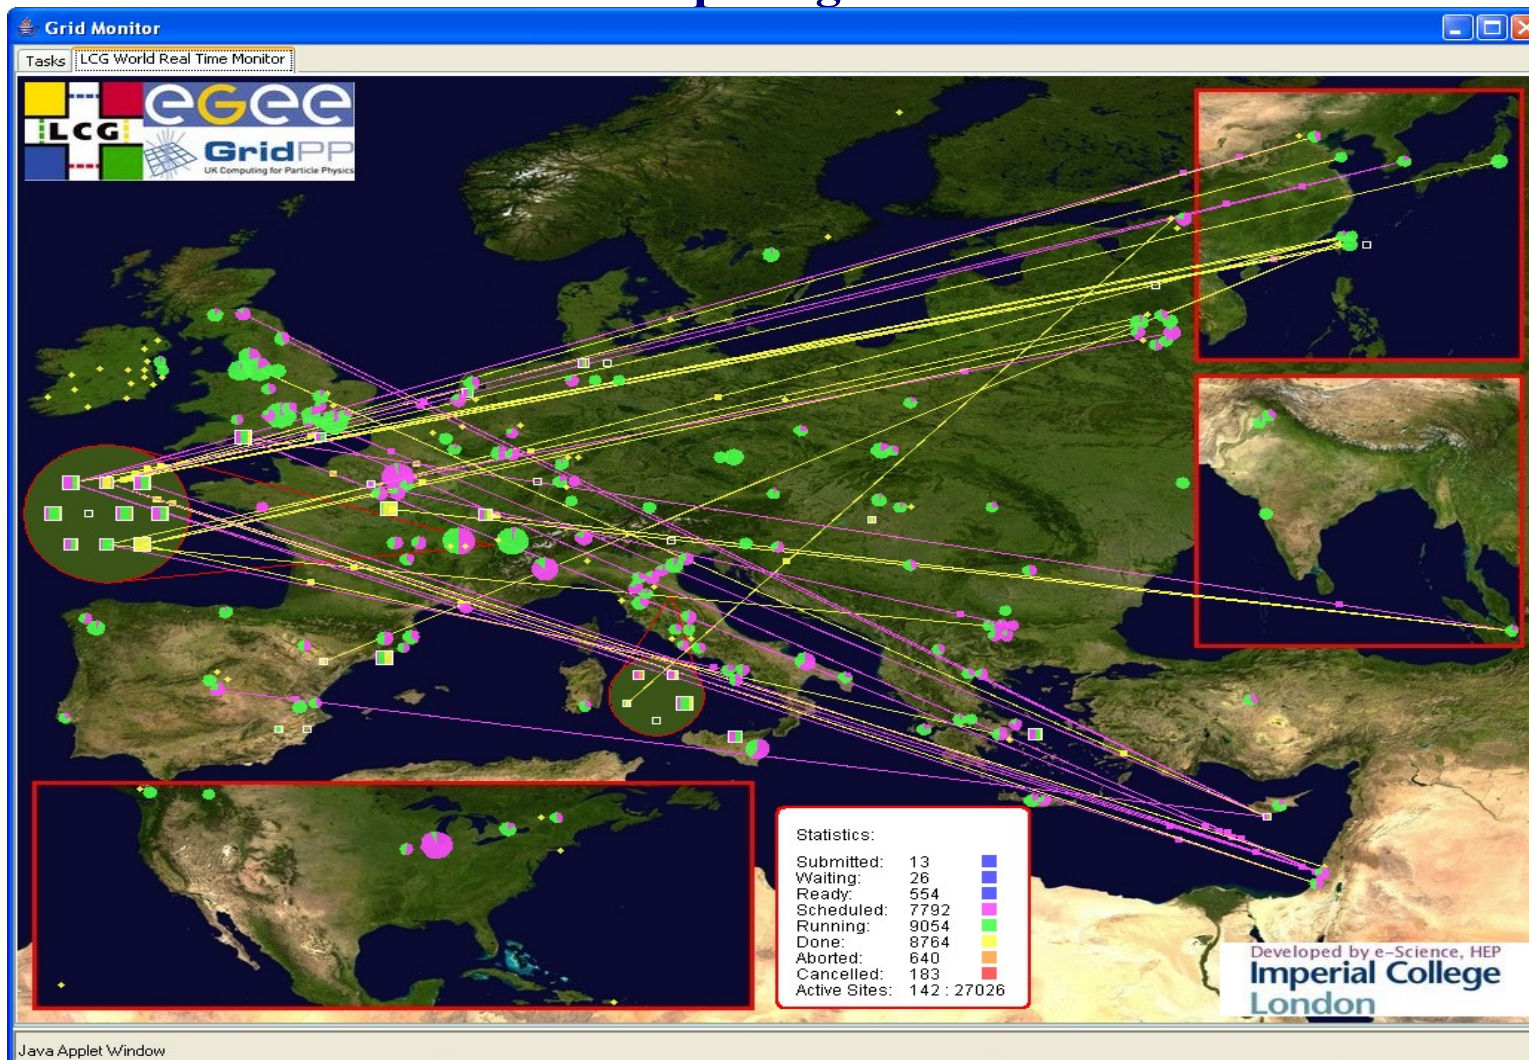 Grid Monitor
Tasks
LCG World Real Time Monitor
LCG
eGee
GridPP
UK Computing for Particle Physics
Statistics:
Submitted: 13
Waiting: 26
Ready: 554
Scheduled: 7792
Running: 9054
Done: 8764
Aborted: 640
Cancelled: 183
Active Sites: 142 : 27026
Developed by e-Science, HEP
Imperial College
London
Java Applet Window